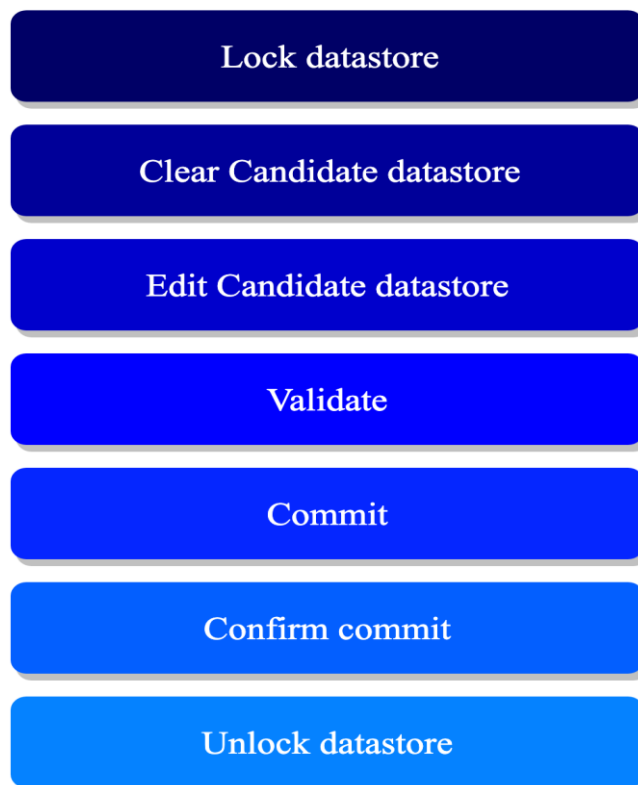 Lock datastore
Clear Candidate datastore
Edit Candidate datastore
Validate
Commit
Confirm commit
Unlock datastore